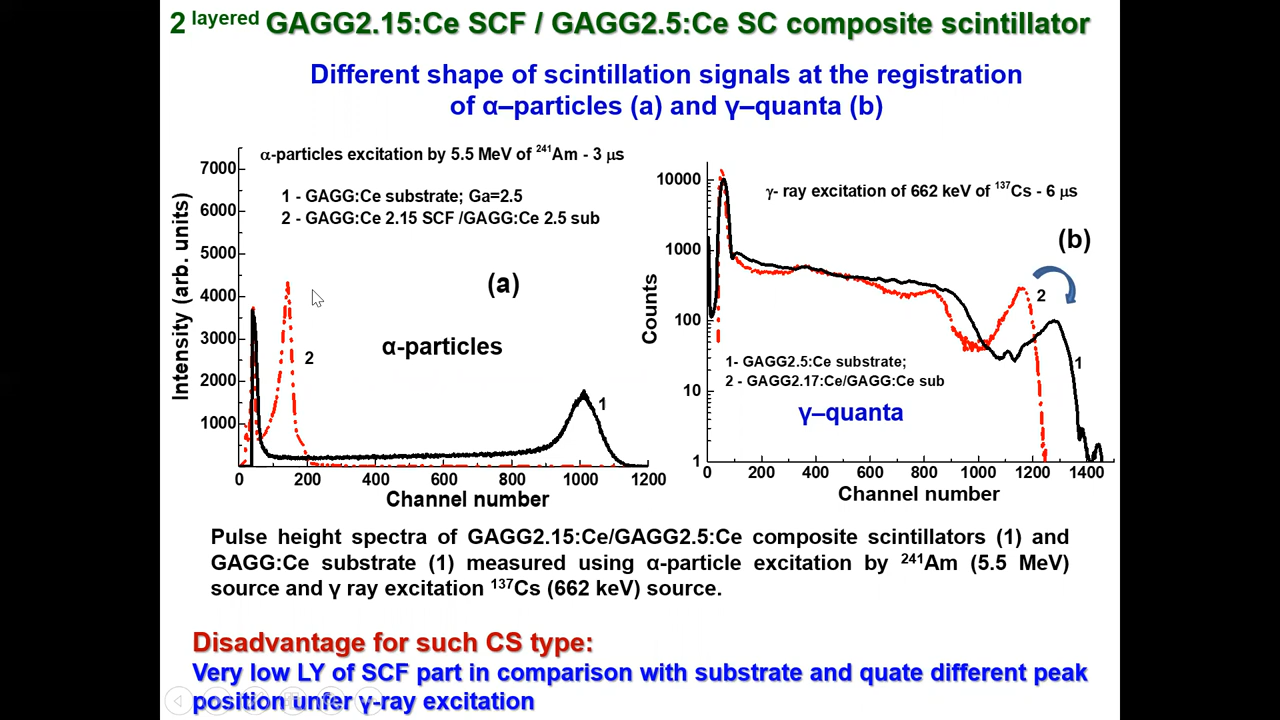 2 layered GAGG2.15:Ce SCF / GAGG2.5:Ce SC composite scintillator
Different shape of scintillation signals at the registration
of α–particles (a) and γ–quanta (b)
α-particles excitation by 5.5 MeV of 241Am - 3 μs
1 - GAGG:Ce substrate; Ga=2.5
2 - GAGG:Ce 2.15 SCF /GAGG:Ce 2.5 sub
(a)
α-particles
2
1
Intensity (arb. units)
7000
6000
5000
4000
3000
2000
1000
0 200 400 600 800 1000 1200
Channel number
γ- ray excitation of 662 keV of 137Cs - 6 μs
(b)
2
1
1- GAGG2.5:Ce substrate;
2 - GAGG2.17:Ce/GAGG:Ce sub
γ–quanta
Counts
10000
1000
100
10
1
0 200 400 600 800 1000 1200 1400
Channel number
Pulse height spectra of GAGG2.15:Ce/GAGG2.5:Ce composite scintillators (1) and
GAGG:Ce substrate (1) measured using α-particle excitation by 241Am (5.5 MeV)
source and γ ray excitation 137Cs (662 keV) source.
Disadvantage for such CS type:
Very low LY of SCF part in comparison with substrate and quate different peak
position unfer γ-ray excitation